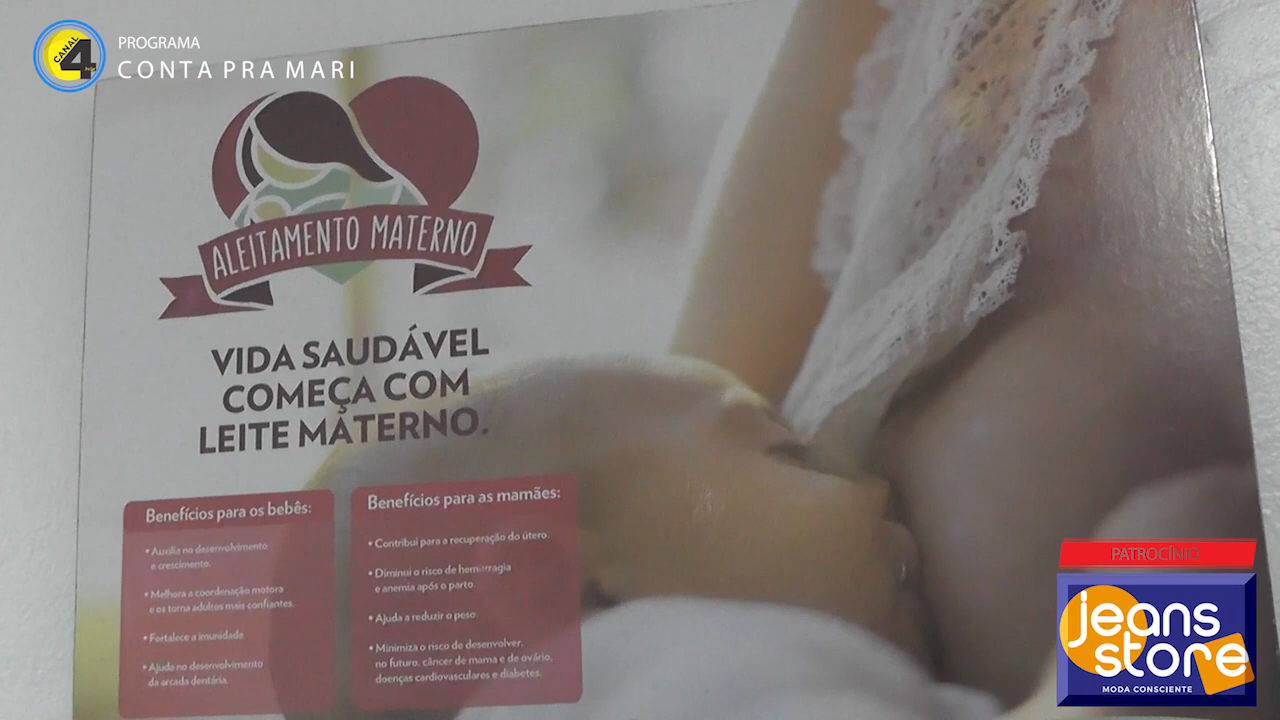 CANAL
4
PROGRAMA
CONTA PRA MARI
ALEITAMENTO MATERNO
VIDA SAUDÁVEL
COMEÇA COM
LEITE MATERNO.
Benefícios para os bebês:
• Auxilia no desenvolvimento
e crescimento.
• Melhora a coordenação motora
e os torna adultos mais confiantes.
• Fortalece a imunidade.
• Ajuda no desenvolvimento
da arcada dentária.
Benefícios para as mamães:
• Contribui para a recuperação do útero.
• Diminui o risco de hemorragia
e anemia após o parto.
• Ajuda a reduzir o peso.
• Minimiza o risco de desenvolver,
no futuro, câncer de mama e de ovário,
doenças cardiovasculares e diabetes.
PATROCÍNIO
jeans
store
MODA CONSCIENTE